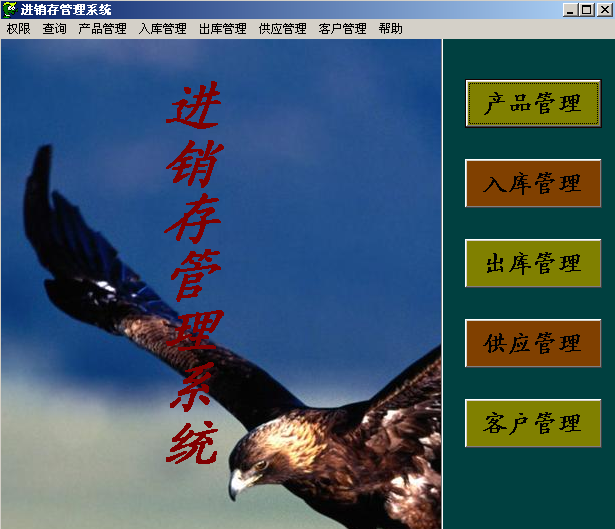 进销存管理系统
权限 查询 产品管理 入库管理 出库管理 供应管理 客户管理 帮助
进销存管理系统
产品管理
入库管理
出库管理
供应管理
客户管理